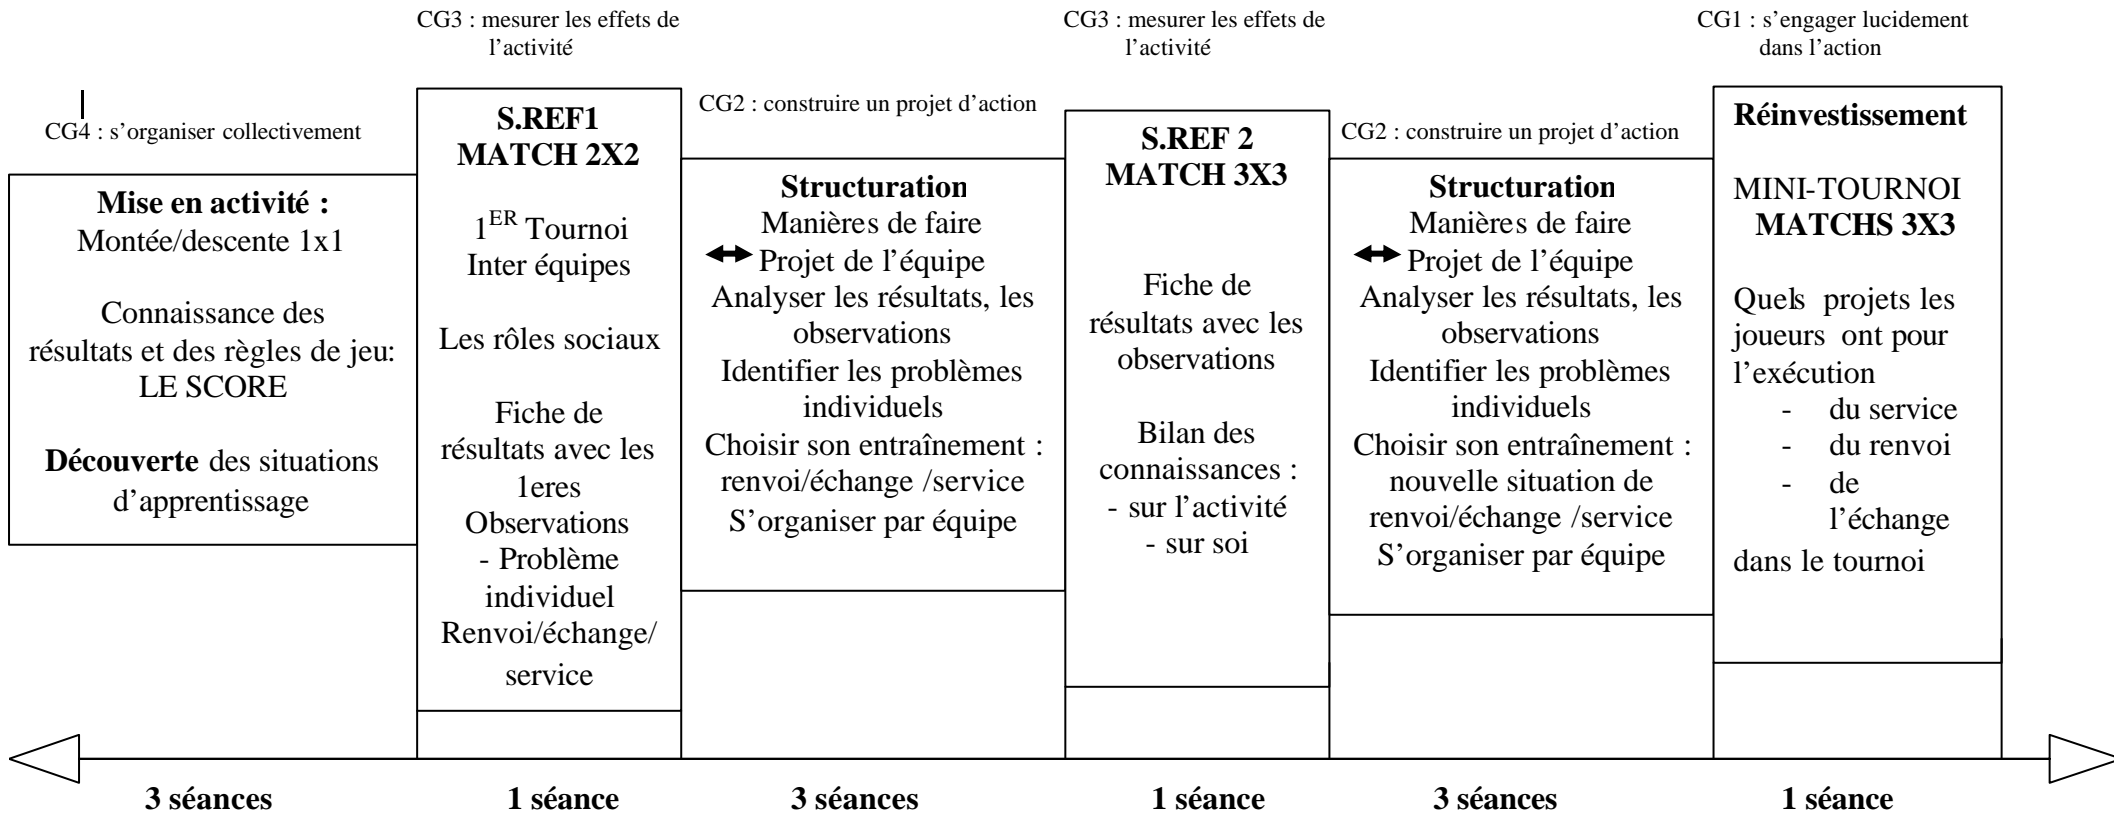 CG4 : s’organiser collectivement
Mise en activité :
Montée/descente 1x1
Connaissance des
résultats et des règles de jeu:
LE SCORE
Découverte des situations
d’apprentissage
3 séances
CG3 : mesurer les effets de
l’activité
S.REF1
MATCH 2X2
1ER Tournoi
Inter équipes
Les rôles sociaux
Fiche de
résultats avec les
1eres
Observations
- Problème
individuel
Renvoi/échange/
service
1 séance
CG2 : construire un projet d’action
Structuration
Manières de faire
Projet de l’équipe
Analyser les résultats, les
observations
Identifier les problèmes
individuels
Choisir son entraînement :
renvoi/échange /service
S’organiser par équipe
3 séances
CG3 : mesurer les effets de
l’activité
S.REF 2
MATCH 3X3
Fiche de
résultats avec les
observations
Bilan des
connaissances :
- sur l’activité
- sur soi
1 séance
CG2 : construire un projet d’action
Structuration
Manières de faire
Projet de l’équipe
Analyser les résultats, les
observations
Identifier les problèmes
individuels
Choisir son entraînement :
nouvelle situation de
renvoi/échange /service
S’organiser par équipe
3 séances
CG1 : s’engager lucidement
dans l’action
Réinvestissement
MINI-TOURNOI
MATCHS 3X3
Quels projets les
joueurs ont pour
l’exécution
- du service
- du renvoi
- de
l’échange
dans le tournoi
1 séance